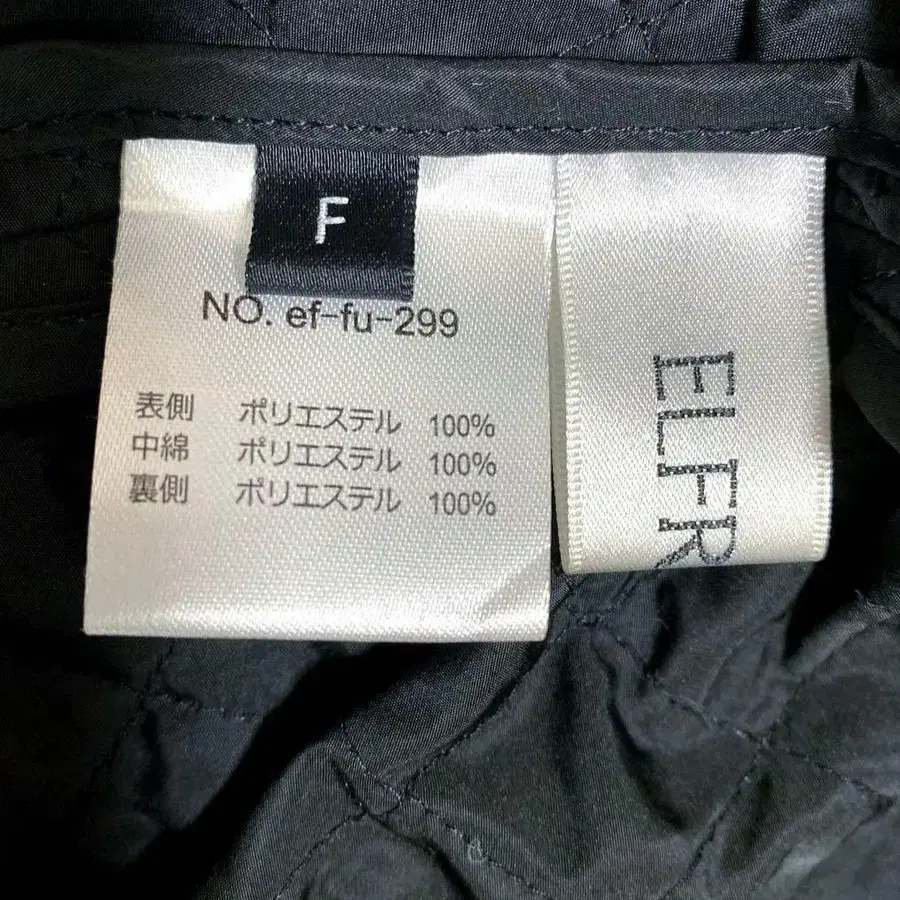 F
NO. ef-fu-299
表側 ポリエステル 100%
中綿 ポリエステル 100%
裏側 ポリエステル 100%
ELFR